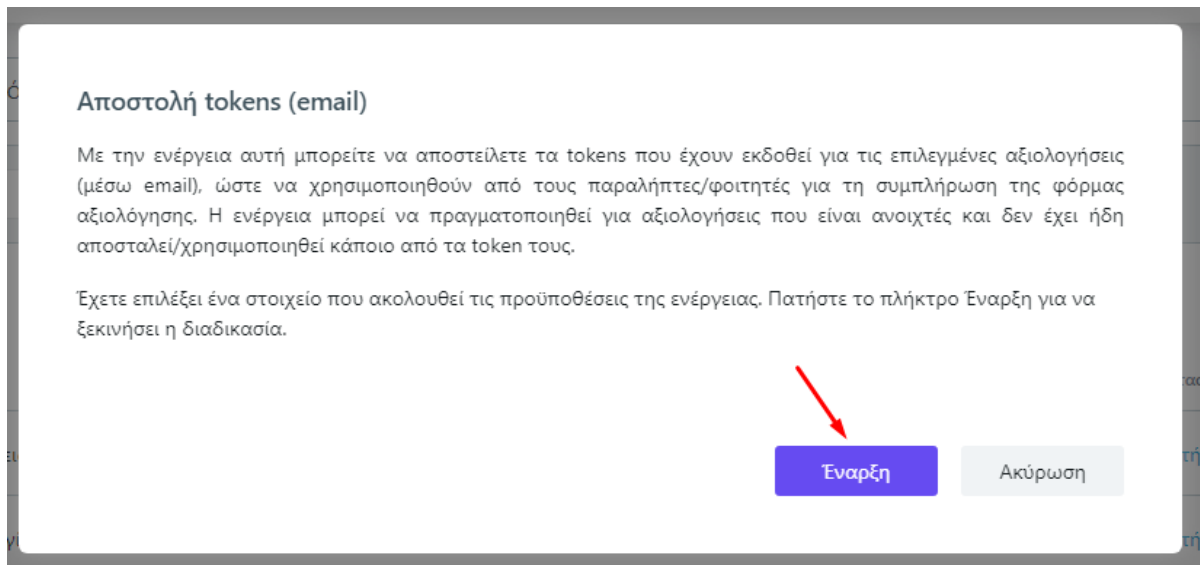 Αποστολή tokens (email)
Με την ενέργεια αυτή μπορείτε να αποστείλετε τα tokens που έχουν εκδοθεί για τις επιλεγμένες αξιολογήσεις
(μέσω email), ώστε να χρησιμοποιηθούν από τους παραλήπτες/φοιτητές για τη συμπλήρωση της φόρμας
αξιολόγησης. Η ενέργεια μπορεί να πραγματοποιηθεί για αξιολογήσεις που είναι ανοιχτές και δεν έχει ήδη
αποσταλεί/χρησιμοποιηθεί κάποιο από τα token τους.
Έχετε επιλέξει ένα στοιχείο που ακολουθεί τις προϋποθέσεις της ενέργειας. Πατήστε το πλήκτρο Έναρξη για να
ξεκινήσει η διαδικασία.
Έναρξη
Ακύρωση